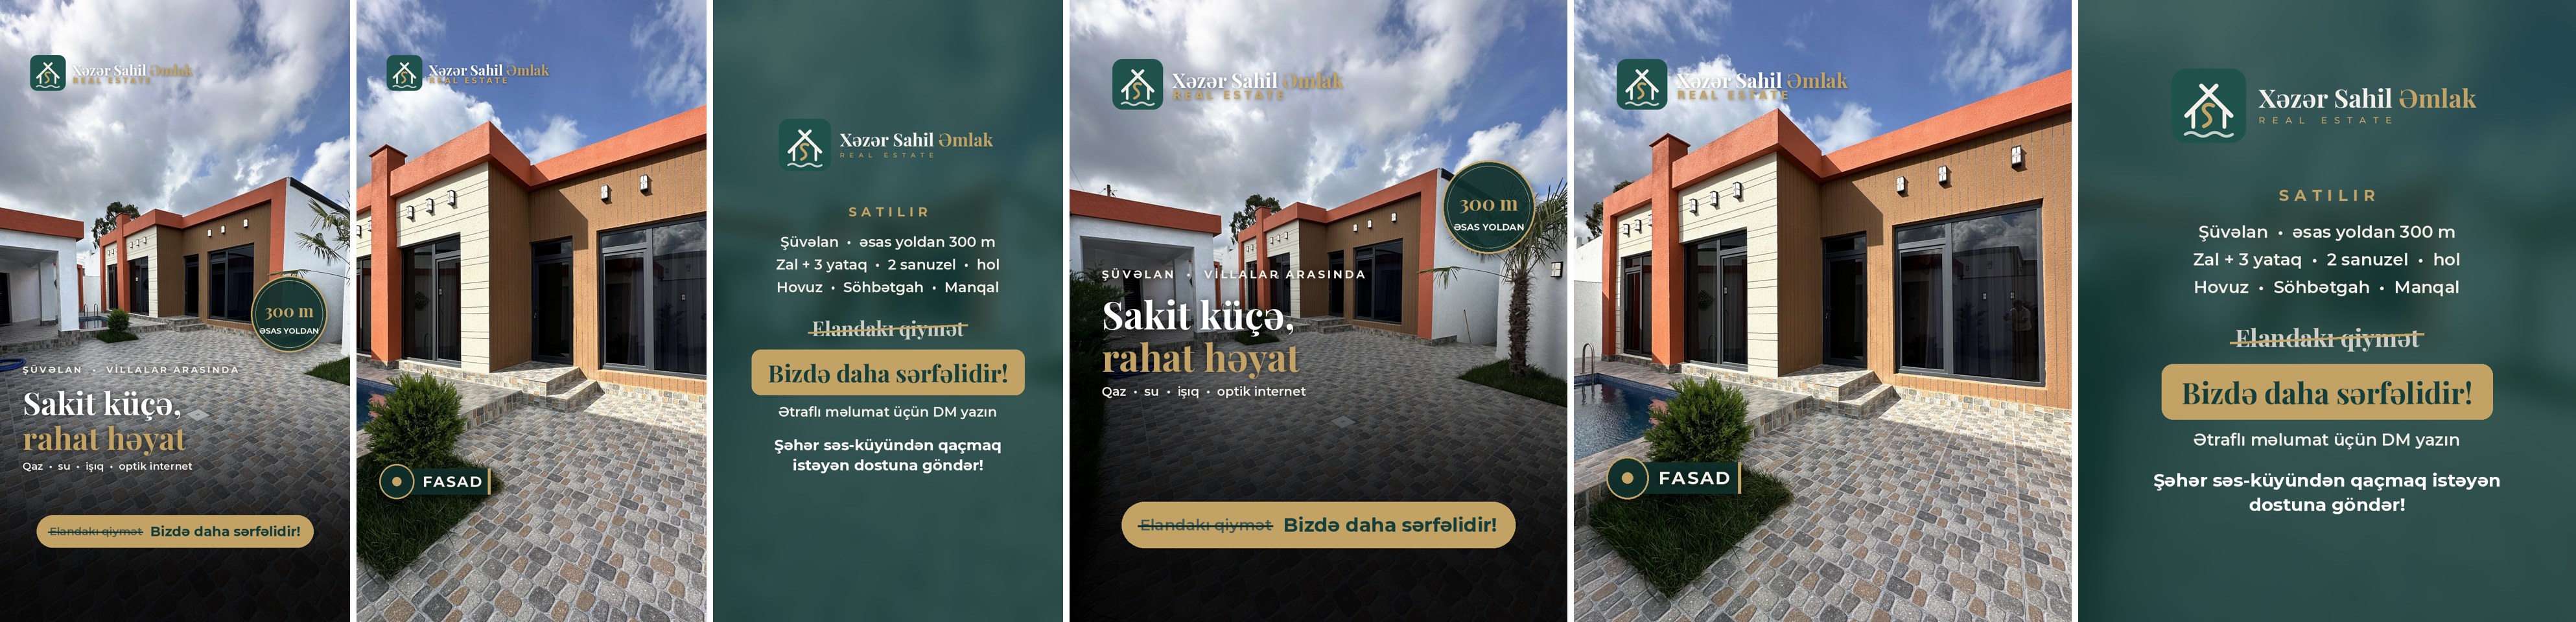 Xəzər Sahil Əmlak
REAL ESTATE
300 m
ƏSAS YOLDAN
ŞÜVƏLAN • VİLLALAR ARASINDA
Sakit küçə,
rahat həyat
Qaz • su • işıq • optik internet
Elandakı qiymət Bizdə daha sərfəlidir!
Xəzər Sahil Əmlak
REAL ESTATE
FASAD
Xəzər Sahil Əmlak
REAL ESTATE
SATILIR
Şüvəlan • əsas yoldan 300 m
Zal + 3 yataq • 2 sanuzel • hol
Hovuz • Söhbətgah • Manqal
Elandakı qiymət
Bizdə daha sərfəlidir!
Ətraflı məlumat üçün DM yazın
Şəhər səs-küyündən qaçmaq
istəyən dostuna göndər!
Xəzər Sahil Əmlak
REAL ESTATE
300 m
ƏSAS YOLDAN
ŞÜVƏLAN • VİLLALAR ARASINDA
Sakit küçə,
rahat həyat
Qaz • su • işıq • optik internet
Elandakı qiymət Bizdə daha sərfəlidir!
Xəzər Sahil Əmlak
REAL ESTATE
FASAD
Xəzər Sahil Əmlak
REAL ESTATE
SATILIR
Şüvəlan • əsas yoldan 300 m
Zal + 3 yataq • 2 sanuzel • hol
Hovuz • Söhbətgah • Manqal
Elandakı qiymət
Bizdə daha sərfəlidir!
Ətraflı məlumat üçün DM yazın
Şəhər səs-küyündən qaçmaq istəyən
dostuna göndər!